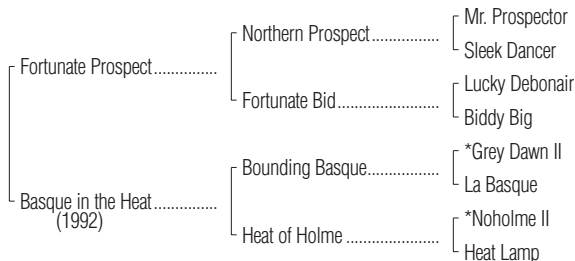 Mr. Prospector
Northern Prospect................
Sleek Dancer
Fortunate Prospect...............
Lucky Debonair
Fortunate Bid........................
Biddy Big
*Grey Dawn II
Bounding Basque.................
La Basque
Basque in the Heat...............
(1992)
*Noholme II
Heat of Holme ......................
Heat Lamp